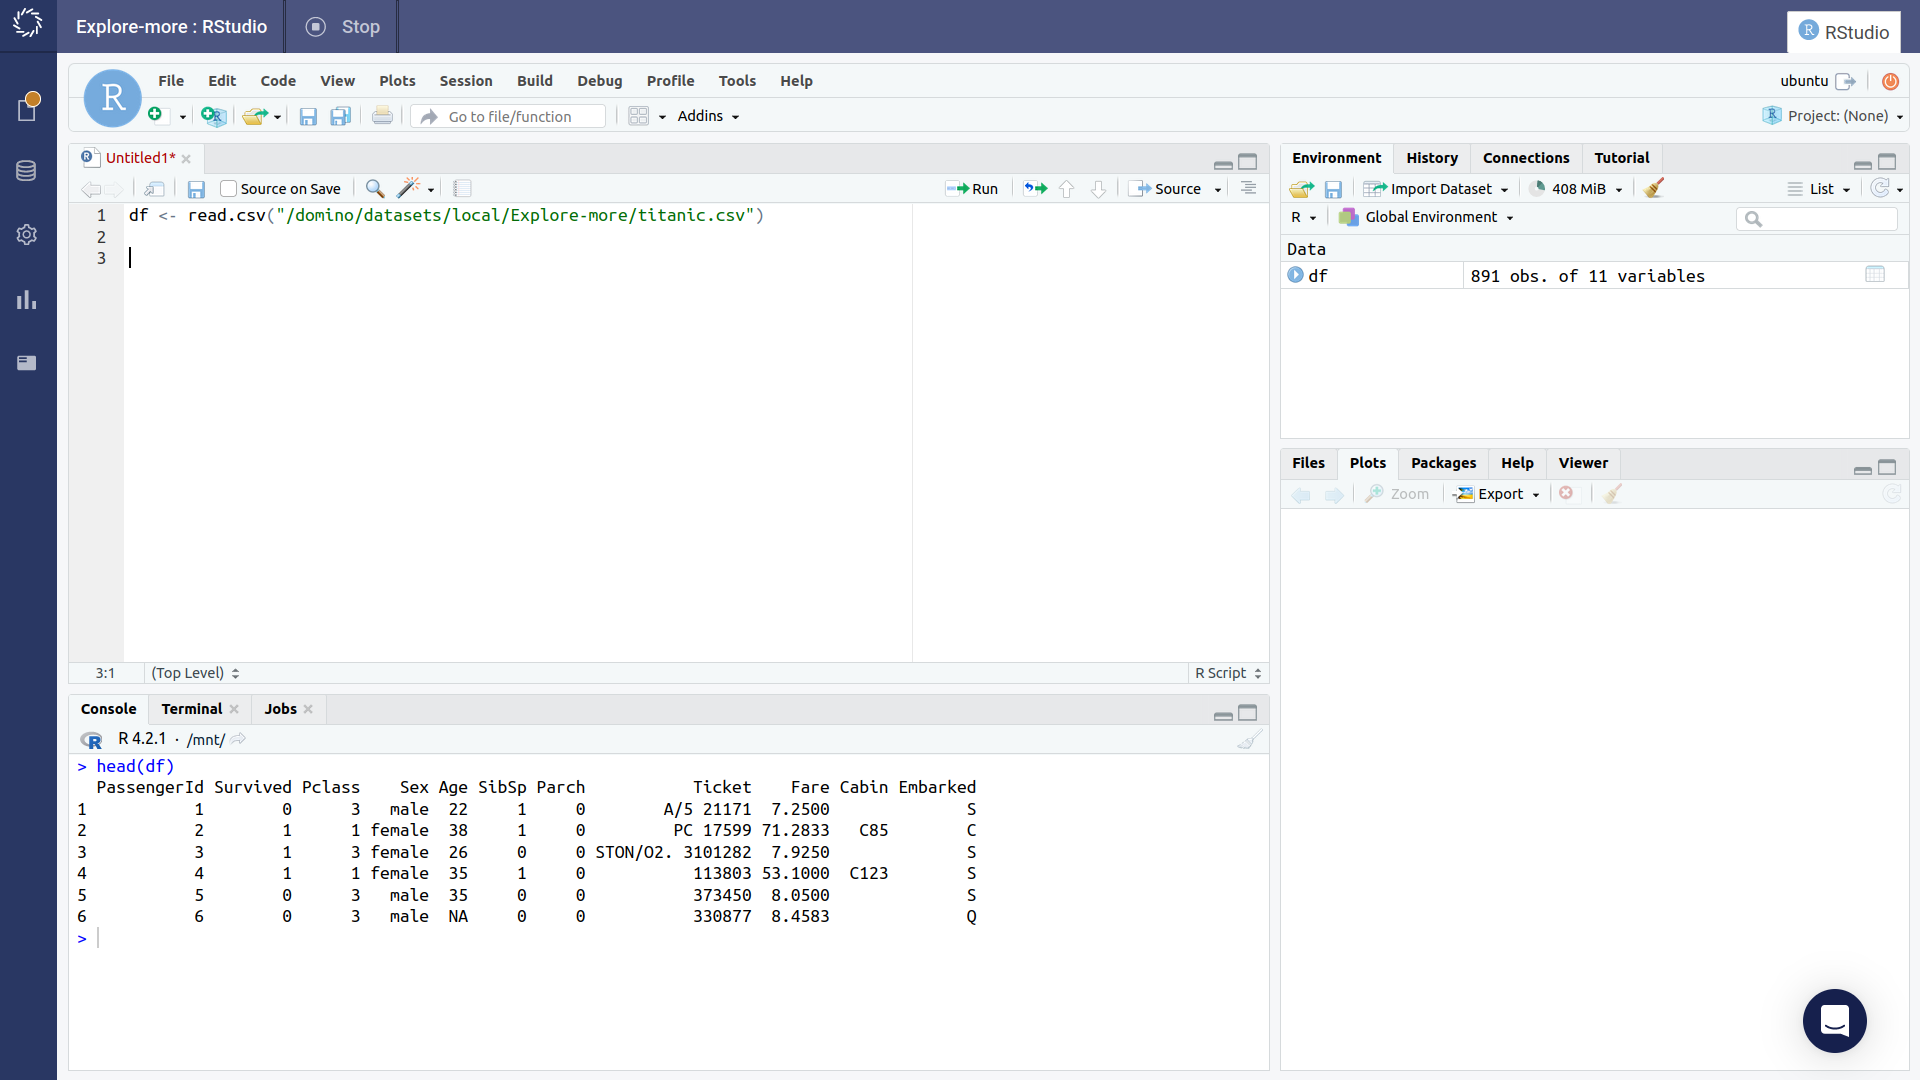 Explore-more : RStudio
Stop
RStudio
R
File Edit Code View Plots Session Build Debug Profile Tools Help
ubuntu
Go to file/function
Addins
Project: (None)
Untitled1*
Source on Save
Run
Source
1 df <- read.csv("/domino/datasets/local/Explore-more/titanic.csv")
2
3
3:1 (Top Level)
R Script
Environment History Connections Tutorial
Import Dataset
408 MiB
List
R
Global Environment
Data
df 891 obs. of 11 variables
Files Plots Packages Help Viewer
Zoom
Export
Console Terminal Jobs
R 4.2.1 · /mnt/
> head(df)
PassengerId Survived Pclass Sex Age SibSp Parch Ticket Fare Cabin Embarked
1 1 0 3 male 22 1 0 A/5 21171 7.2500 S
2 2 1 1 female 38 1 0 PC 17599 71.2833 C85 C
3 3 1 3 female 26 0 0 STON/O2. 3101282 7.9250 S
4 4 1 1 female 35 1 0 113803 53.1000 C123 S
5 5 0 3 male 35 0 0 373450 8.0500 S
6 6 0 3 male NA 0 0 330877 8.4583 Q
>